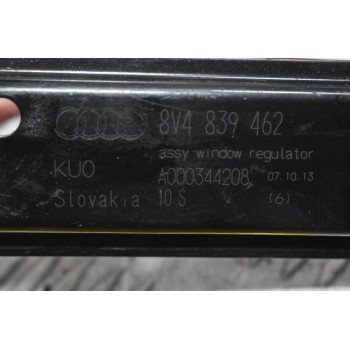 8V4 839 462
assy window regulator
KUO A000344208 07.10.13
Slovakia 10 S (6)